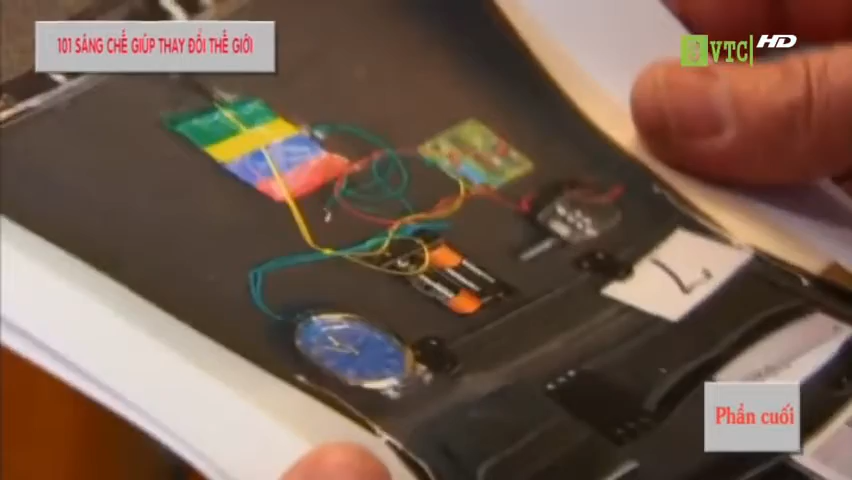 101 SÁNG CHẾ GIÚP THAY ĐỔI THẾ GIỚI
VTC HD
Phần cuối